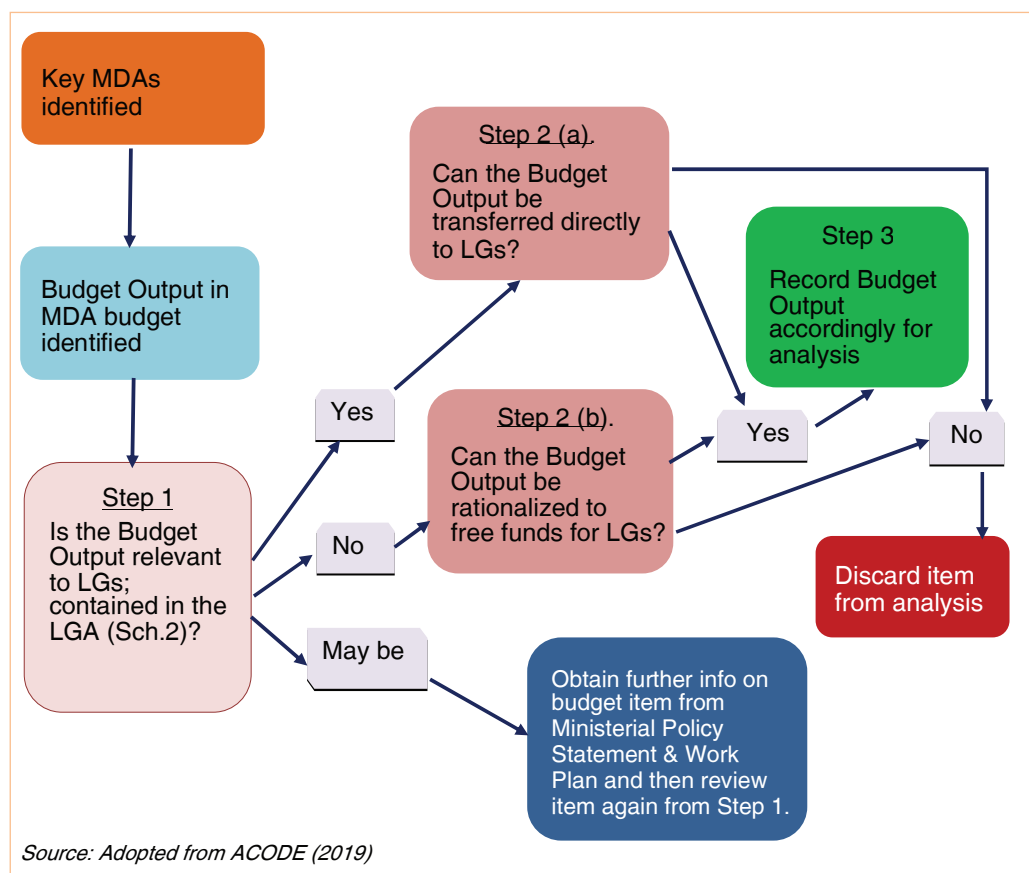 Key MDAs
identified
Budget Output in
MDA budget
identified
Step 1
Is the Budget
Output relevant
to LGs;
contained in the
LGA (Sch.2)?
Yes
No
May be
Step 2 (a).
Can the Budget
Output be
transferred directly
to LGs?
Step 2 (b).
Can the Budget
Output be
rationalized to
free funds for LGs?
Yes
Step 3
Record Budget
Output
accordingly for
analysis
No
Discard item
from analysis
Obtain further info on
budget item from
Ministerial Policy
Statement & Work
Plan and then review
item again from Step 1.
Source: Adopted from ACODE (2019)